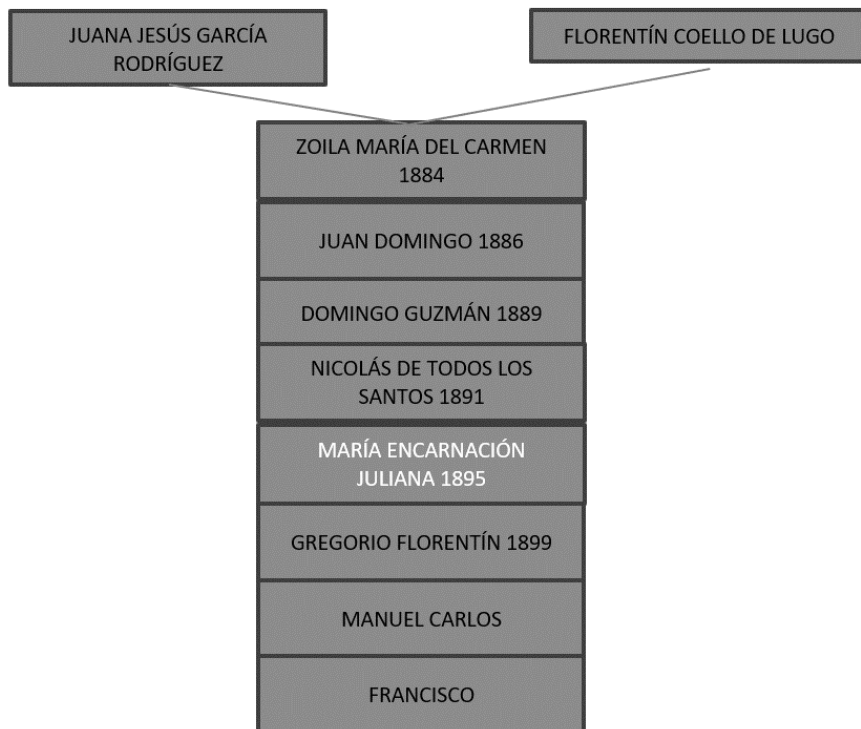 JUANA JESÚS GARCÍA
RODRÍGUEZ
FLORENTÍN COELLO DE LUGO
ZOILA MARÍA DEL CARMEN
1884
JUAN DOMINGO 1886
DOMINGO GUZMÁN 1889
NICOLÁS DE TODOS LOS
SANTOS 1891
MARÍA ENCARNACIÓN
JULIANA 1895
GREGORIO FLORENTÍN 1899
MANUEL CARLOS
FRANCISCO